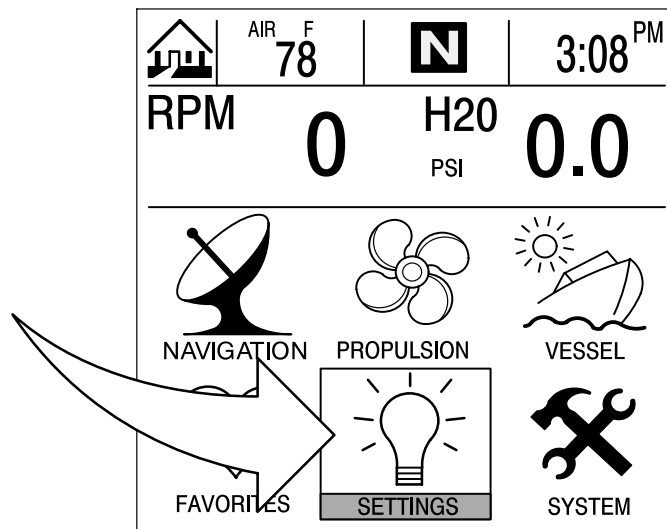 AIR F
78
N
3:08 PM
RPM 0
H20 PSI 0.0
NAVIGATION
PROPULSION
VESSEL
FAVORITES
SETTINGS
SYSTEM